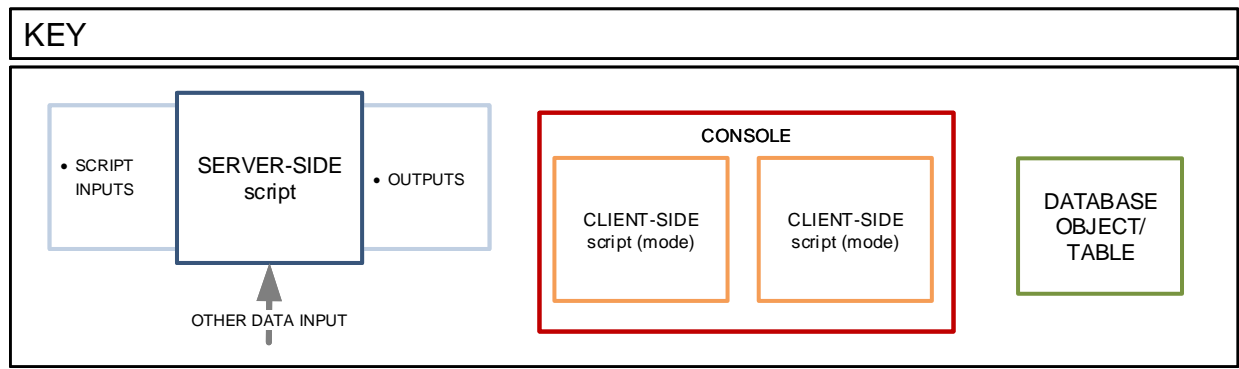 KEY
• SCRIPT
INPUTS
SERVER-SIDE
script
• OUTPUTS
OTHER DATA INPUT
CONSOLE
CLIENT-SIDE
script (mode)
CLIENT-SIDE
script (mode)
DATABASE
OBJECT/
TABLE